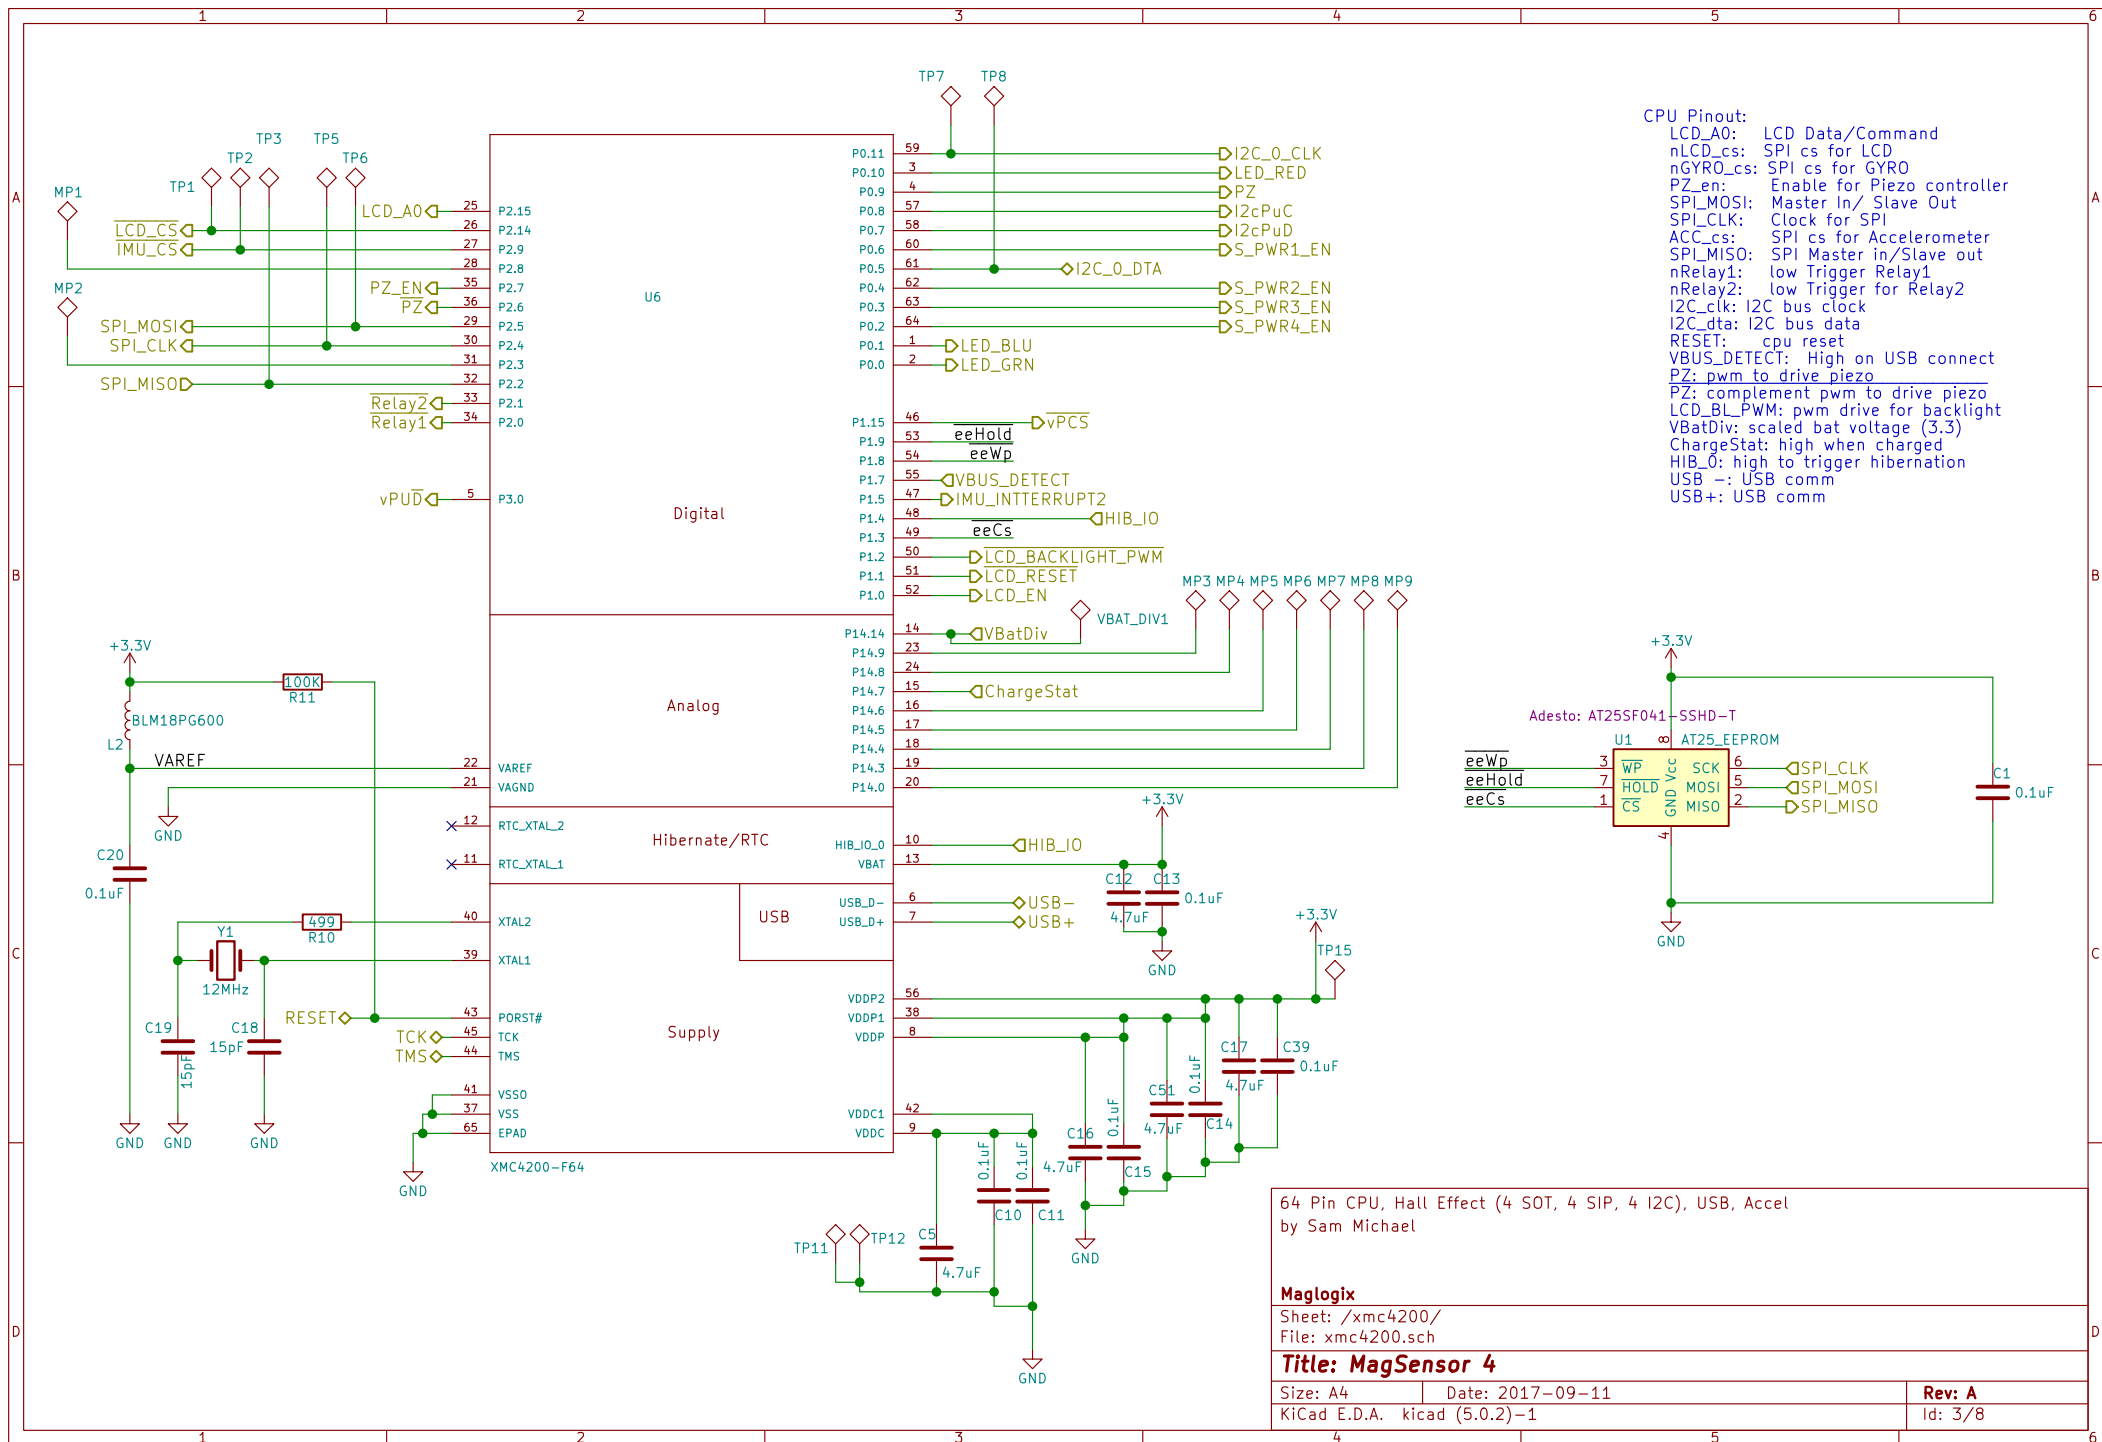 1 2 3 4 5 6
A
B
C
D
A
B
C
D
1 2 3 4 5 6
TP7
TP8
TP1
TP2
TP3
TP5
TP6
MP1
MP2
LCD_A0
LCD_CS
IMU_CS
PZ_EN
PZ
SPI_MOSI
SPI_CLK
SPI_MISO
Relay2
Relay1
vPUD
25 P2.15
26 P2.14
27 P2.9
28 P2.8
35 P2.7
36 P2.6
29 P2.5
30 P2.4
31 P2.3
32 P2.2
33 P2.1
34 P2.0
5 P3.0
U6
Digital
P0.11 59 I2C_0_CLK
P0.10 3 LED_RED
P0.9 4 PZ
P0.8 57 I2cPuC
P0.7 58 I2cPuD
P0.6 60 S_PWR1_EN
P0.5 61 I2C_0_DTA
P0.4 62 S_PWR2_EN
P0.3 63 S_PWR3_EN
P0.2 64 S_PWR4_EN
P0.1 1 LED_BLU
P0.0 2 LED_GRN
P1.15 46 vPCS
P1.9 53 eeHold
P1.8 54 eeWp
P1.7 55 VBUS_DETECT
P1.5 47 IMU_INTTERRUPT2
P1.4 48 HIB_IO
P1.3 49 eeCs
P1.2 50 LCD_BACKLIGHT_PWM
P1.1 51 LCD_RESET
P1.0 52 LCD_EN
MP3 MP4 MP5 MP6 MP7 MP8 MP9
VBAT_DIV1
Analog
P14.14 14 VBatDiv
P14.9 23
P14.8 24
P14.7 15 ChargeStat
P14.6 16
P14.5 17
P14.4 18
P14.3 19
P14.0 20
+3.3V
100K
R11
BLM18PG600
L2
VAREF
22 VAREF
21 VAGND
GND
12 RTC_XTAL_2
11 RTC_XTAL_1
Hibernate/RTC
HIB_IO_0 10 HIB_IO
VBAT 13
+3.3V
C12
4.7uF
C13
0.1uF
GND
C20
0.1uF
GND
USB
USB_D- 6 USB-
USB_D+ 7 USB+
499
R10
40 XTAL2
39 XTAL1
Y1
12MHz
C19
15pF
GND
C18
15pF
GND
RESET
TCK
TMS
43 PORST#
45 TCK
44 TMS
41 VSSO
37 VSS
65 EPAD
GND
Supply
XMC4200-F64
VDDP2 56
VDDP1 38
VDDP 8
VDDC1 42
VDDC 9
+3.3V
TP15
C17
4.7uF
C39
0.1uF
C51
4.7uF
0.1uF
C14
C16
4.7uF
0.1uF
C15
GND
0.1uF
C10
0.1uF
C11
C5
4.7uF
TP11
TP12
GND
CPU Pinout:
LCD_A0: LCD Data/Command
nLCD_cs: SPI cs for LCD
nGYRO_cs: SPI cs for GYRO
PZ_en: Enable for Piezo controller
SPI_MOSI: Master In/ Slave Out
SPI_CLK: Clock for SPI
ACC_cs: SPI cs for Accelerometer
SPI_MISO: SPI Master in/Slave out
nRelay1: low Trigger Relay1
nRelay2: low Trigger for Relay2
I2C_clk: I2C bus clock
I2C_dta: I2C bus data
RESET: cpu reset
VBUS_DETECT: High on USB connect
PZ: pwm to drive piezo
PZ: complement pwm to drive piezo
LCD_BL_PWM: pwm drive for backlight
VBatDiv: scaled bat voltage (3.3)
ChargeStat: high when charged
HIB_0: high to trigger hibernation
USB -: USB comm
USB+: USB comm
+3.3V
Adesto: AT25SF041-SSHD-T
U1
AT25_EEPROM
8
eeWp 3 WP
eeHold 7 HOLD
eeCs 1 CS
GND Vcc
SCK 6 SPI_CLK
MOSI 5 SPI_MOSI
MISO 2 SPI_MISO
4
GND
C1
0.1uF
64 Pin CPU, Hall Effect (4 SOT, 4 SIP, 4 I2C), USB, Accel
by Sam Michael
Maglogix
Sheet: /xmc4200/
File: xmc4200.sch
Title: MagSensor 4
Size: A4 Date: 2017-09-11 Rev: A
KiCad E.D.A. kicad (5.0.2)-1 Id: 3/8